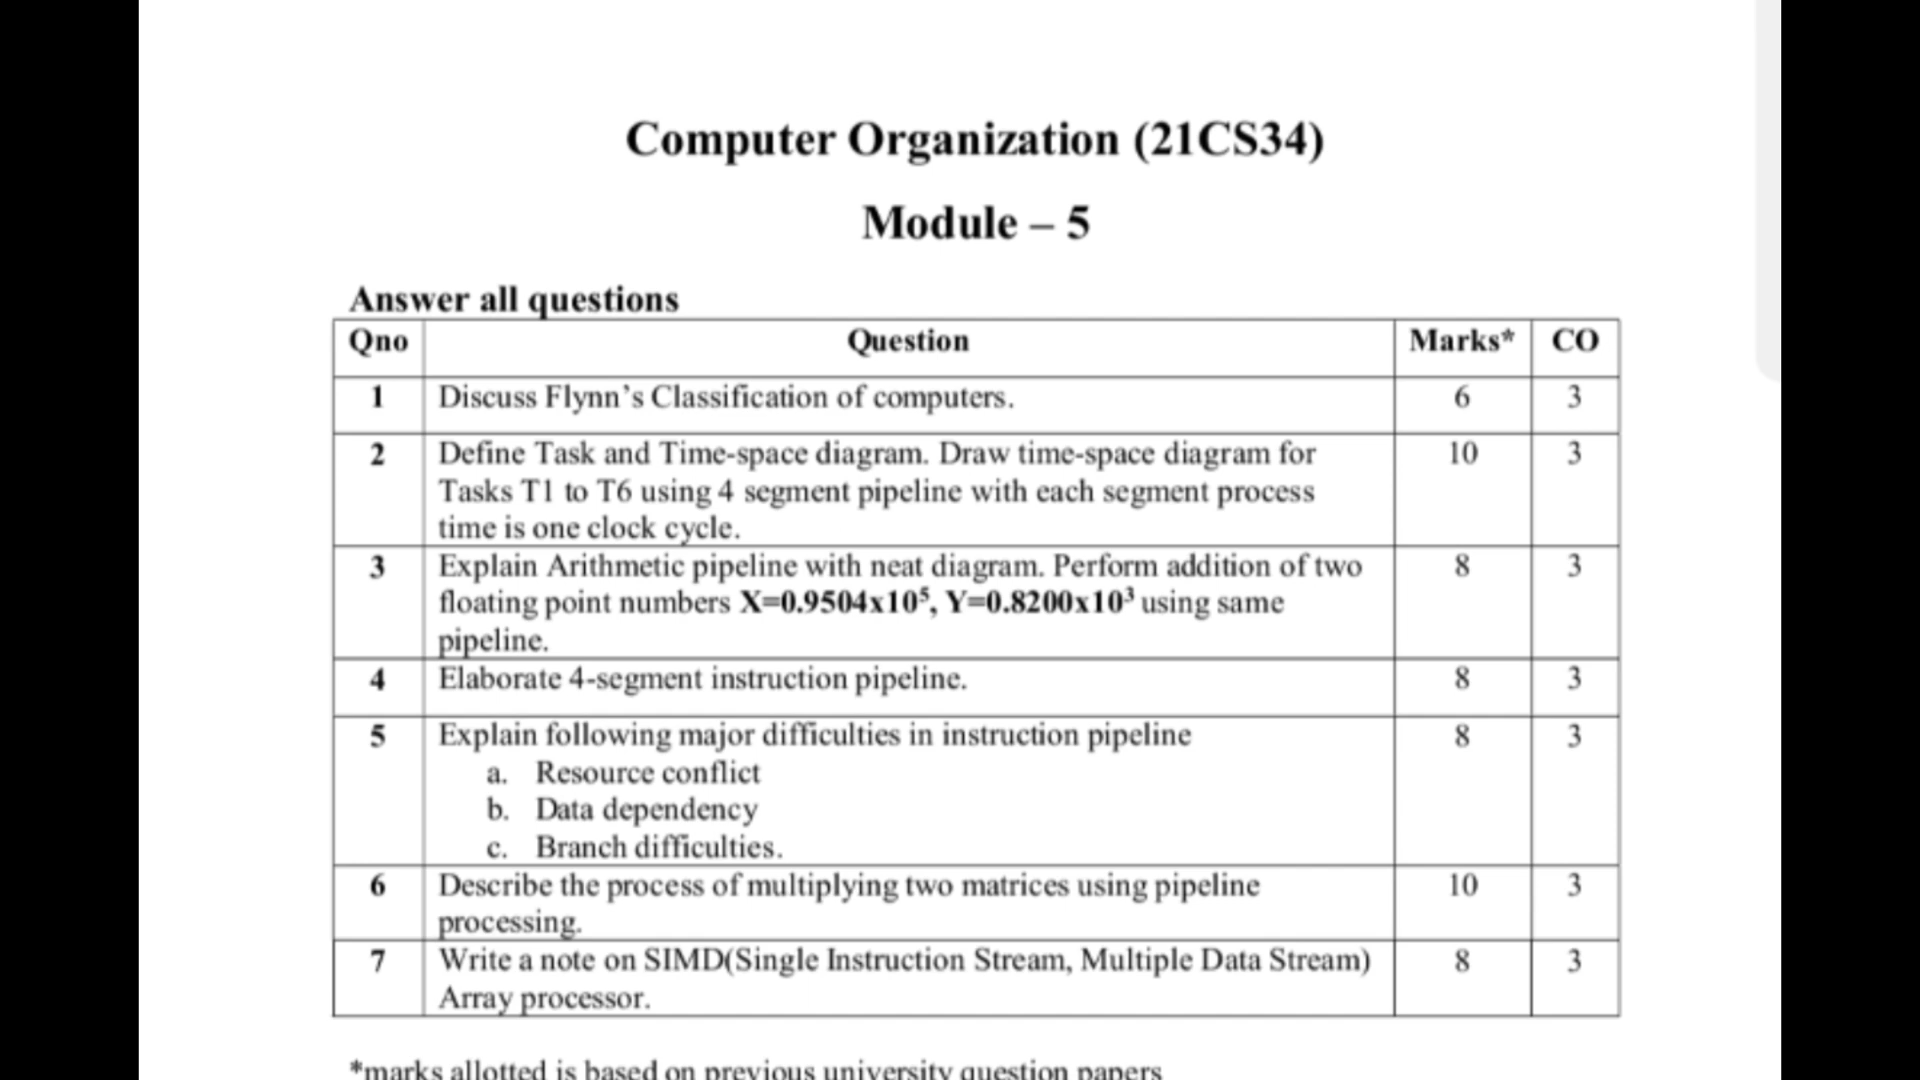 Computer Organization (21CS34)
Module – 5
Answer all questions
Qno Question Marks* CO
1 Discuss Flynn’s Classification of computers. 6 3
2 Define Task and Time-space diagram. Draw time-space diagram for 10 3
Tasks T1 to T6 using 4 segment pipeline with each segment process
time is one clock cycle.
3 Explain Arithmetic pipeline with neat diagram. Perform addition of two 8 3
floating point numbers X=0.9504x10⁵, Y=0.8200x10³ using same
pipeline.
4 Elaborate 4-segment instruction pipeline. 8 3
5 Explain following major difficulties in instruction pipeline 8 3
a. Resource conflict
b. Data dependency
c. Branch difficulties.
6 Describe the process of multiplying two matrices using pipeline 10 3
processing.
7 Write a note on SIMD(Single Instruction Stream, Multiple Data Stream) 8 3
Array processor.
*marks allotted is based on previous university question papers